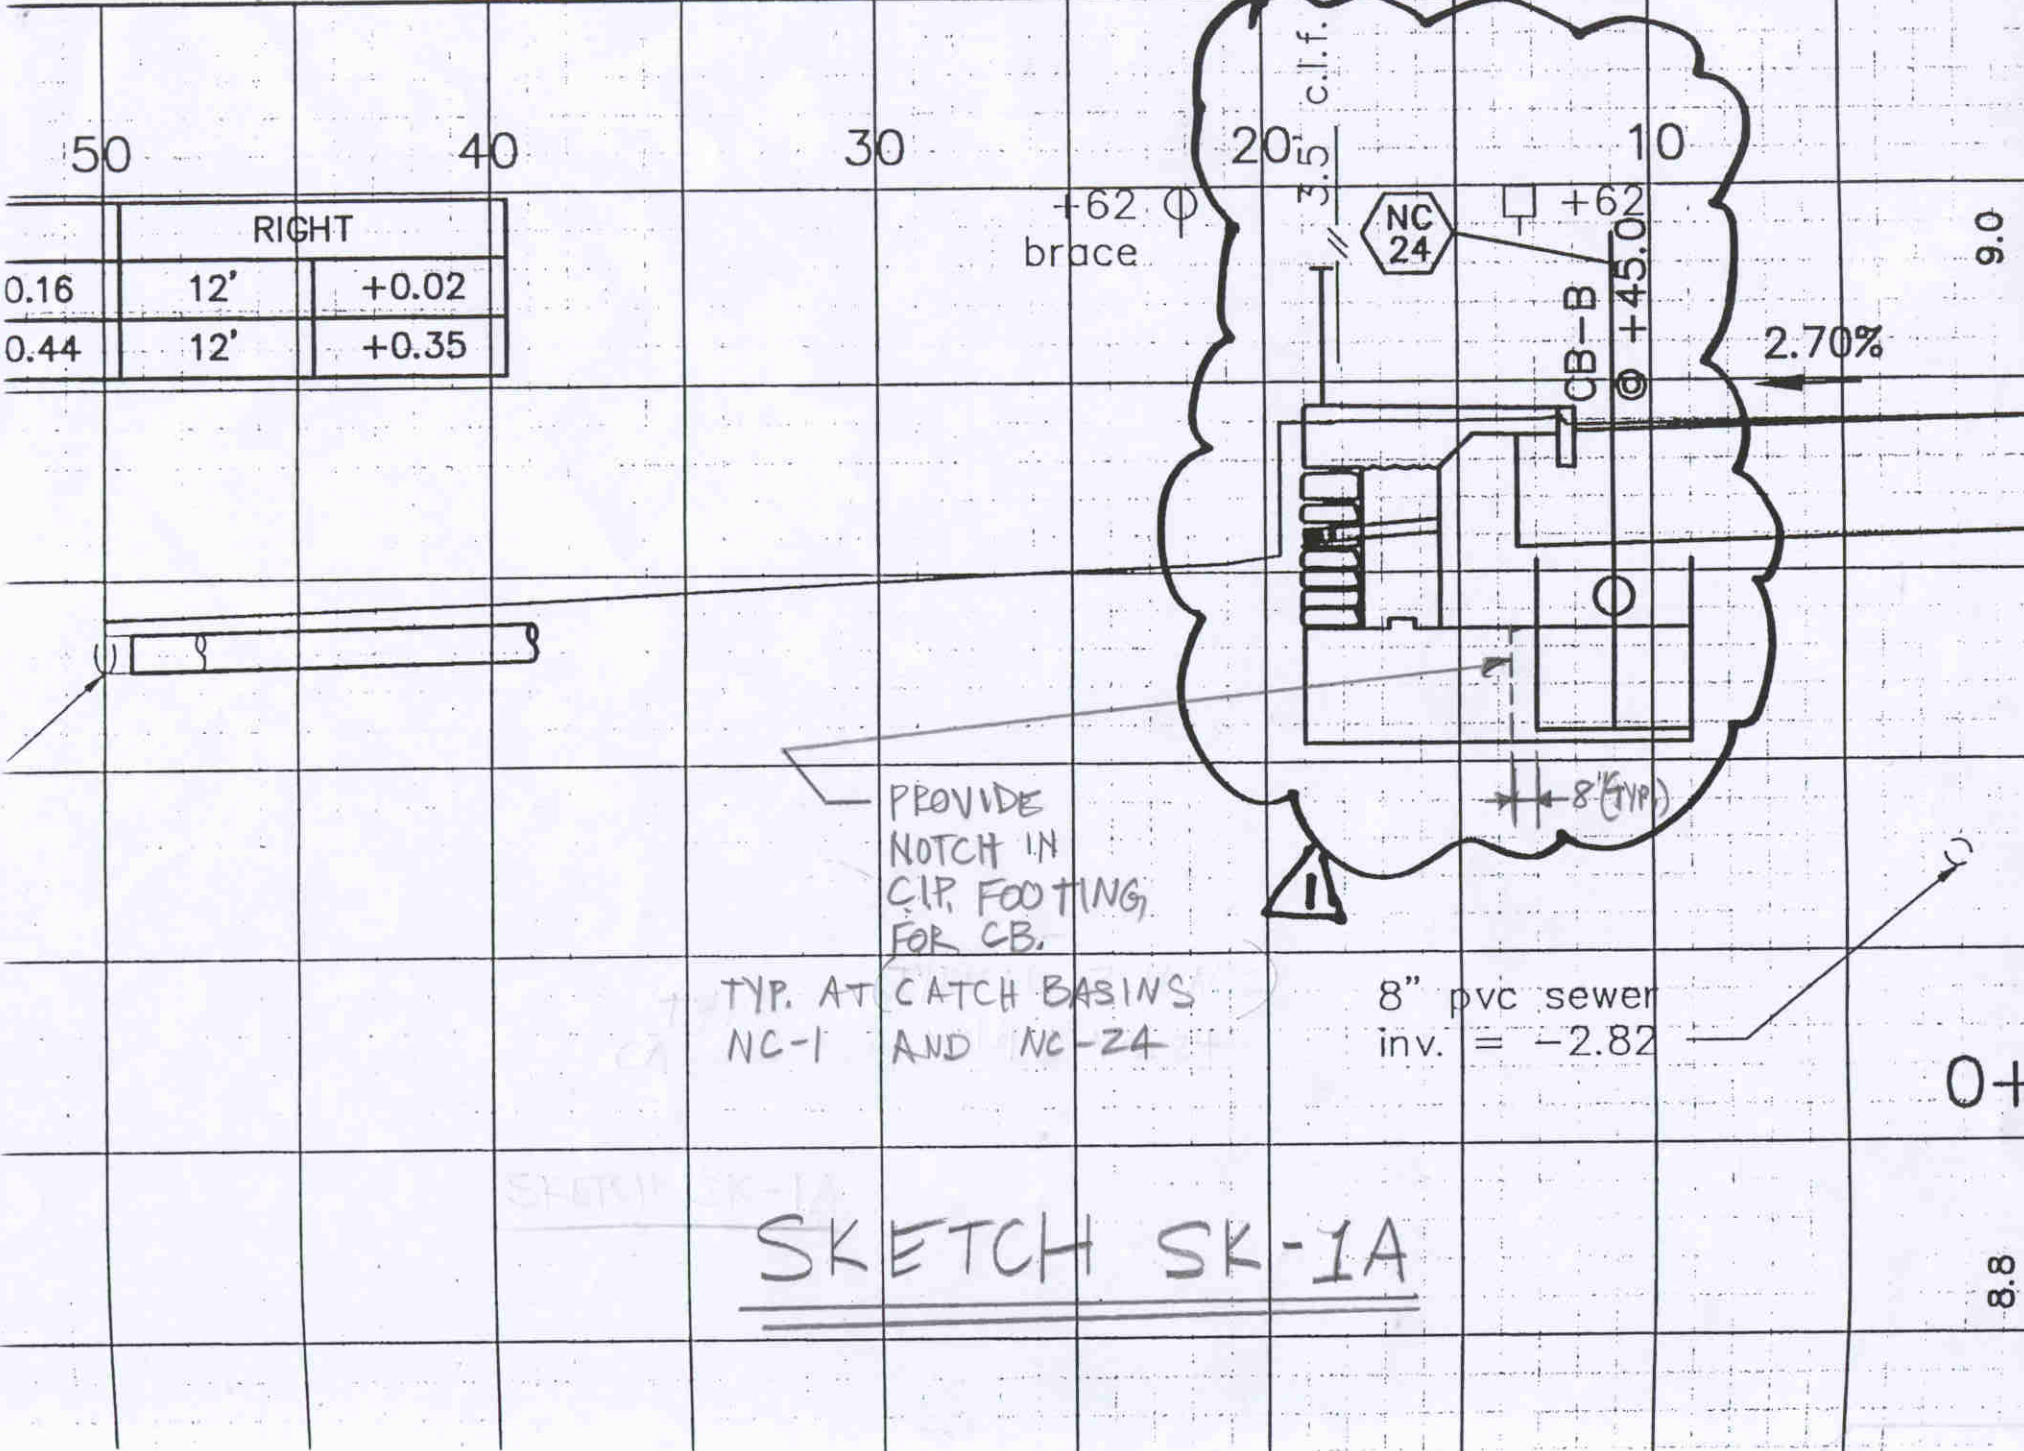 3.5' c.l.f.
50 40 30 20 10
+62
brace
NC
24
+62
9.0
RIGHT
0.16 12' +0.02
0.44 12' +0.35
CB-B
@ +45.0
2.70%
8" (TYP.)
PROVIDE
NOTCH IN
C.I.P. FOOTING
FOR CB.
TYP. AT CATCH BASINS
NC-1 AND NC-24
1
8" pvc sewer
inv. = -2.82
0+
SKETCH SK-1A
SKETCH SK-1A
8.8